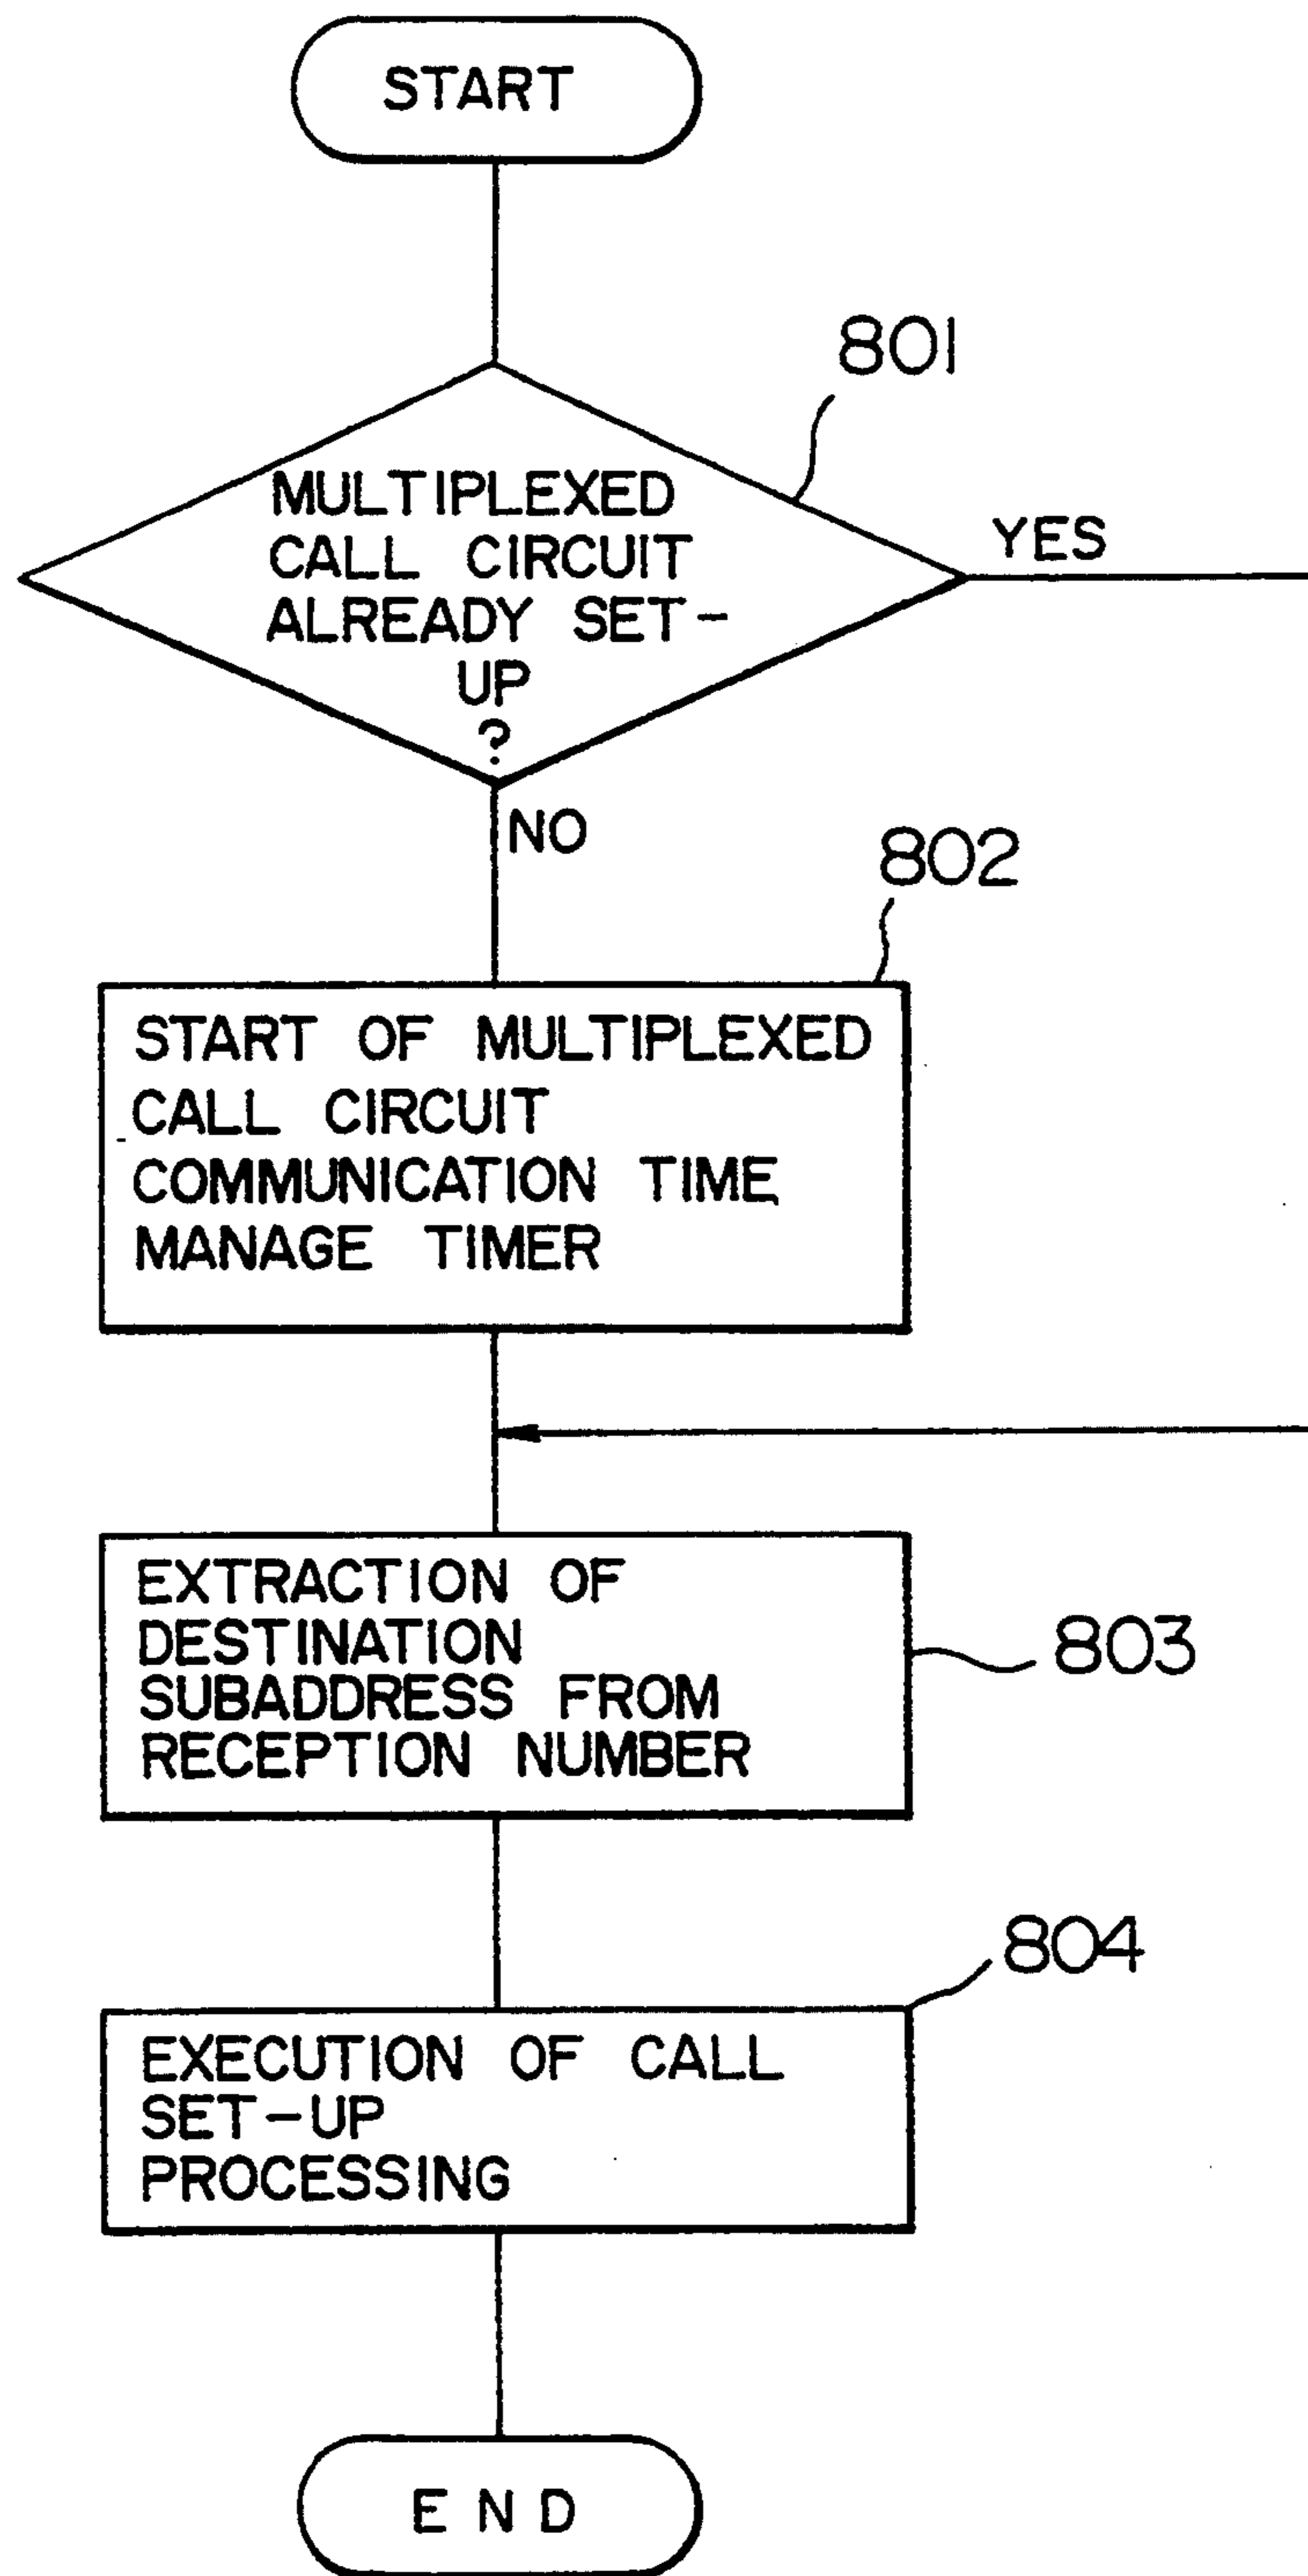 START
801
MULTIPLEXED
CALL CIRCUIT
ALREADY SET-
UP
?
YES
NO
802
START OF MULTIPLEXED
CALL CIRCUIT
COMMUNICATION TIME
MANAGE TIMER
EXTRACTION OF
DESTINATION
SUBADDRESS FROM
RECEPTION NUMBER
803
804
EXECUTION OF CALL
SET-UP
PROCESSING
END